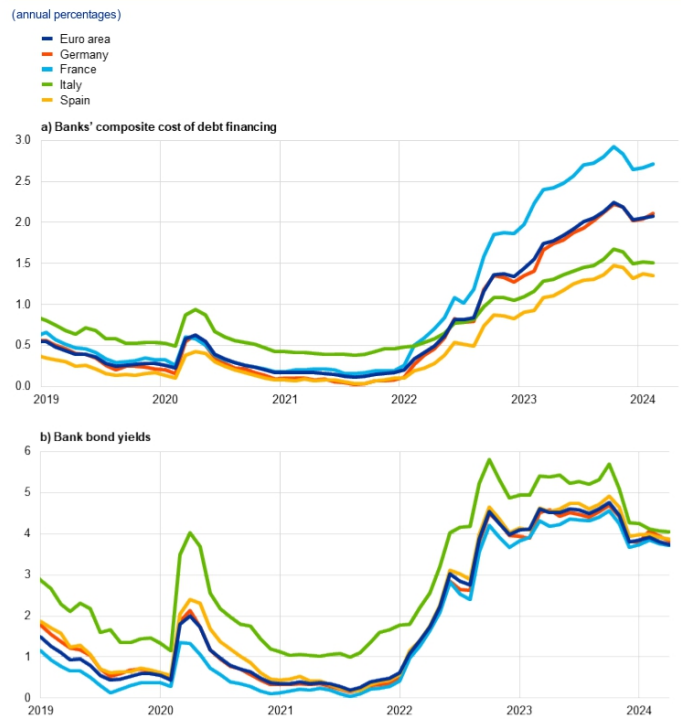 (annual percentages)
Euro area
Germany
France
Italy
Spain
a) Banks' composite cost of debt financing
3.0
2.5
2.0
1.5
1.0
0.5
0.0
2019 2020 2021 2022 2023 2024
b) Bank bond yields
6
5
4
3
2
1
0
2019 2020 2021 2022 2023 2024